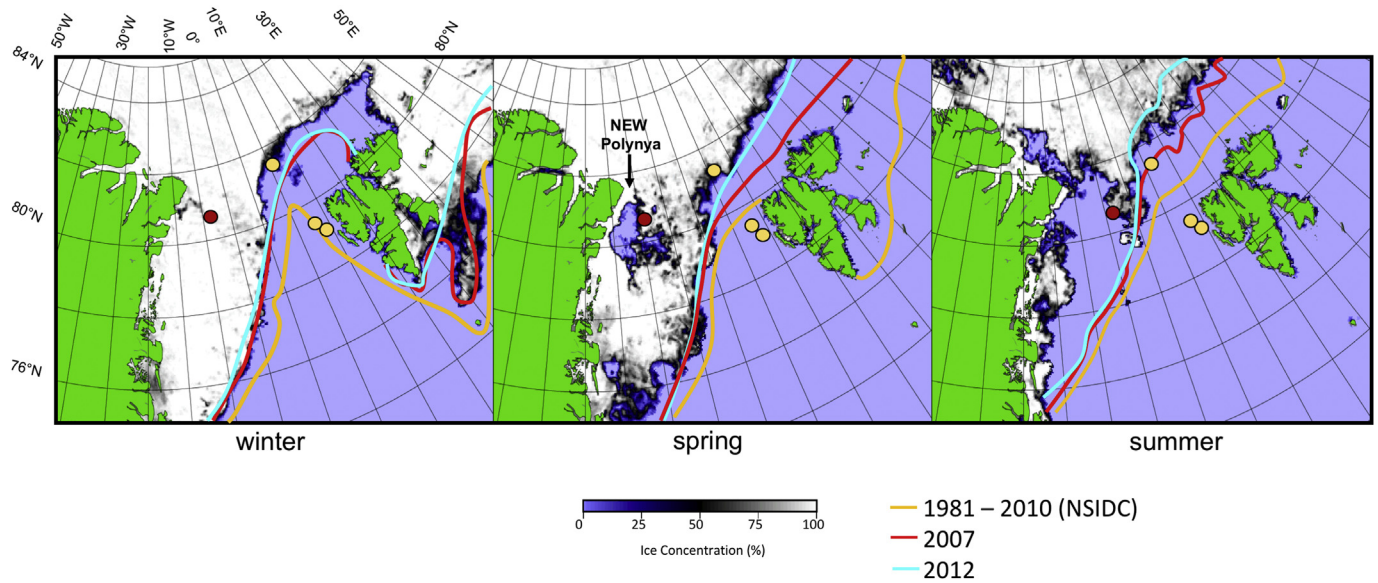 50°W
30°W
10°W
0°
10°E
30°E
50°E
80°N
84°N
80°N
76°N
NEW
Polynya
winter
spring
summer
0 25 50 75 100
Ice Concentration (%)
1981 – 2010 (NSIDC)
2007
2012